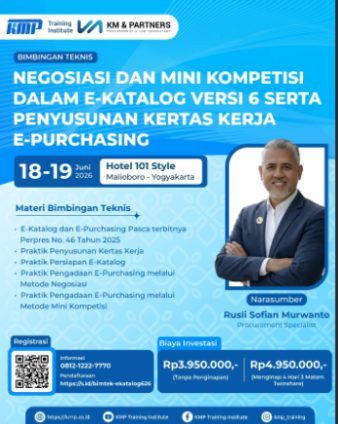 KMP Training Institute
KM & PARTNERS
PROCUREMENT & LAW CONSULTANT
BIMBINGAN TEKNIS
NEGOSIASI DAN MINI KOMPETISI
DALAM E-KATALOG VERSI 6 SERTA
PENYUSUNAN KERTAS KERJA
E-PURCHASING
18-19 Juni 2026
Hotel 101 Style
Malioboro - Yogyakarta
Materi Bimbingan Teknis
• E-Katalog dan E-Purchasing Pasca terbitnya
Perpres No. 46 Tahun 2025
• Praktik Penyusunan Kertas Kerja
• Praktik Persiapan E-Katalog
• Praktik Pengadaan E-Purchasing melalui
Metode Negosiasi
• Praktik Pengadaan E-Purchasing melalui
Metode Mini Kompetisi
Narasumber
Rusli Sofian Murwanto
Procurement Specialist
Registrasi
Informasi
0812-1222-7770
Pendaftaran
https://s.id/bimtek-ekatalog626
Biaya Investasi
Rp3.950.000,-
(Tanpa Penginapan)
Rp4.950.000,-
(Menginap 4 Hari 3 Malam
Twinshare)
https://kmp.co.id
KMP Training Institute
KMP Training Institute
kmp_training